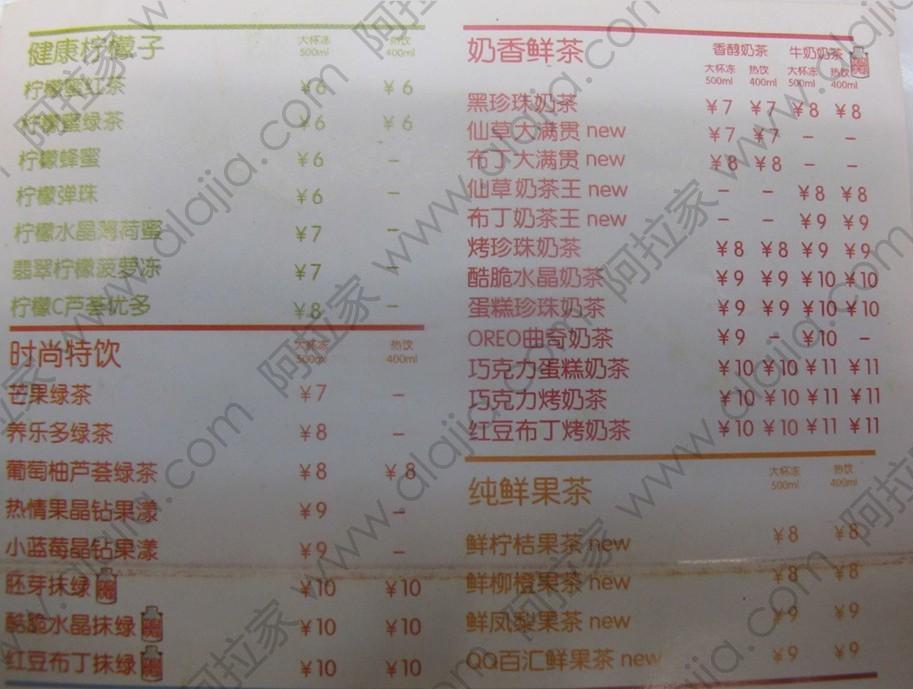 健康柠檬子 大杯冻 500ml 热饮 400ml
柠檬蜜红茶 ¥6 ¥6
柠檬蜜绿茶 ¥6 ¥6
柠檬蜂蜜 ¥6 –
柠檬弹珠 ¥6 –
柠檬水晶薄荷蜜 ¥7 –
翡翠柠檬菠萝冻 ¥7 –
柠檬C芦荟优多 ¥8 –
时尚特饮 大杯冻 500ml 热饮 400ml
芒果绿茶 ¥7 –
养乐多绿茶 ¥8 –
葡萄柚芦荟绿茶 ¥8 ¥8
热情果晶钻果漾 ¥9 –
小蓝莓晶钻果漾 ¥9 –
胚芽抹绿 ¥10 ¥10
酷脆水晶抹绿 ¥10 ¥10
红豆布丁抹绿 ¥10 ¥10
奶香鲜茶 香醇奶茶 牛奶奶茶
大杯冻 500ml 热饮 400ml 大杯冻 500ml 热饮 400ml
黑珍珠奶茶 ¥7 ¥7 ¥8 ¥8
仙草大满贯 new ¥7 ¥7 – –
布丁大满贯 new ¥8 ¥8 – –
仙草奶茶王 new – – ¥8 ¥8
布丁奶茶王 new – – ¥9 ¥9
烤珍珠奶茶 ¥8 ¥8 ¥9 ¥9
酷脆水晶奶茶 ¥9 ¥9 ¥10 ¥10
蛋糕珍珠奶茶 ¥9 ¥9 ¥10 ¥10
OREO曲奇奶茶 ¥9 – ¥10 –
巧克力蛋糕奶茶 ¥10 ¥10 ¥11 ¥11
巧克力烤奶茶 ¥10 ¥10 ¥11 ¥11
红豆布丁烤奶茶 ¥10 ¥10 ¥11 ¥11
纯鲜果茶 大杯冻 500ml 热饮 400ml
鲜柠桔果茶 new ¥8 ¥8
鲜柳橙果茶 new ¥8 ¥8
鲜凤梨果茶 new ¥9 ¥9
QQ百汇鲜果茶 new ¥9 ¥9
阿拉家 www.alajia.com